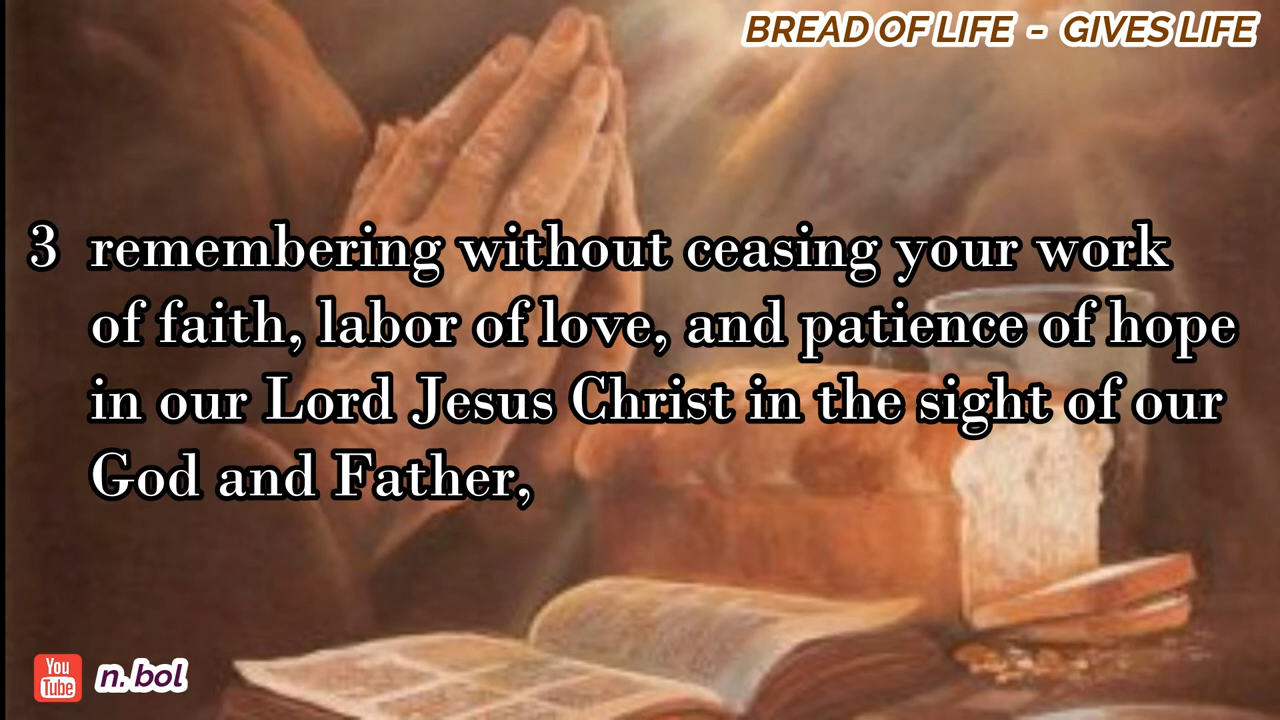 BREAD OF LIFE - GIVES LIFE
3 remembering without ceasing your work
of faith, labor of love, and patience of hope
in our Lord Jesus Christ in the sight of our
God and Father,
You
Tube
n. bol